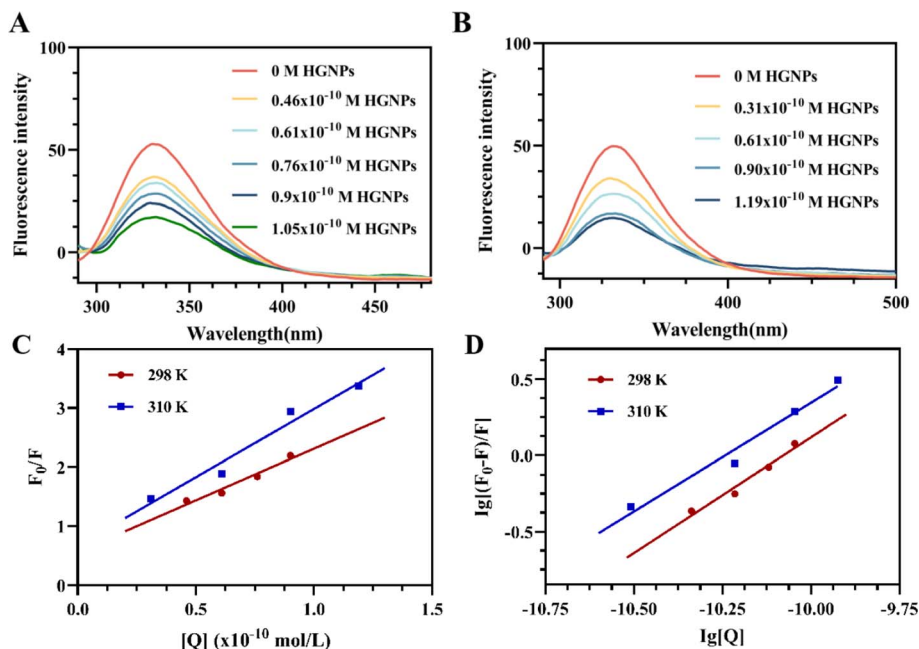 A
100
50
0
Fluorescence intensity
300
350
400
450
Wavelength(nm)
0 M HGNPs
0.46x10⁻¹⁰ M HGNPs
0.61x10⁻¹⁰ M HGNPs
0.76x10⁻¹⁰ M HGNPs
0.9x10⁻¹⁰ M HGNPs
1.05x10⁻¹⁰ M HGNPs
B
100
50
0
Fluorescence intensity
300
400
500
Wavelength(nm)
0 M HGNPs
0.31x10⁻¹⁰ M HGNPs
0.61x10⁻¹⁰ M HGNPs
0.90x10⁻¹⁰ M HGNPs
1.19x10⁻¹⁰ M HGNPs
C
4
3
2
1
0
F₀/F
298 K
310 K
0.0
0.5
1.0
1.5
[Q] (x10⁻¹⁰ mol/L)
D
0.5
0.0
-0.5
Ig[(F₀-F)/F]
298 K
310 K
-10.75
-10.50
-10.25
-10.00
-9.75
Ig[Q]